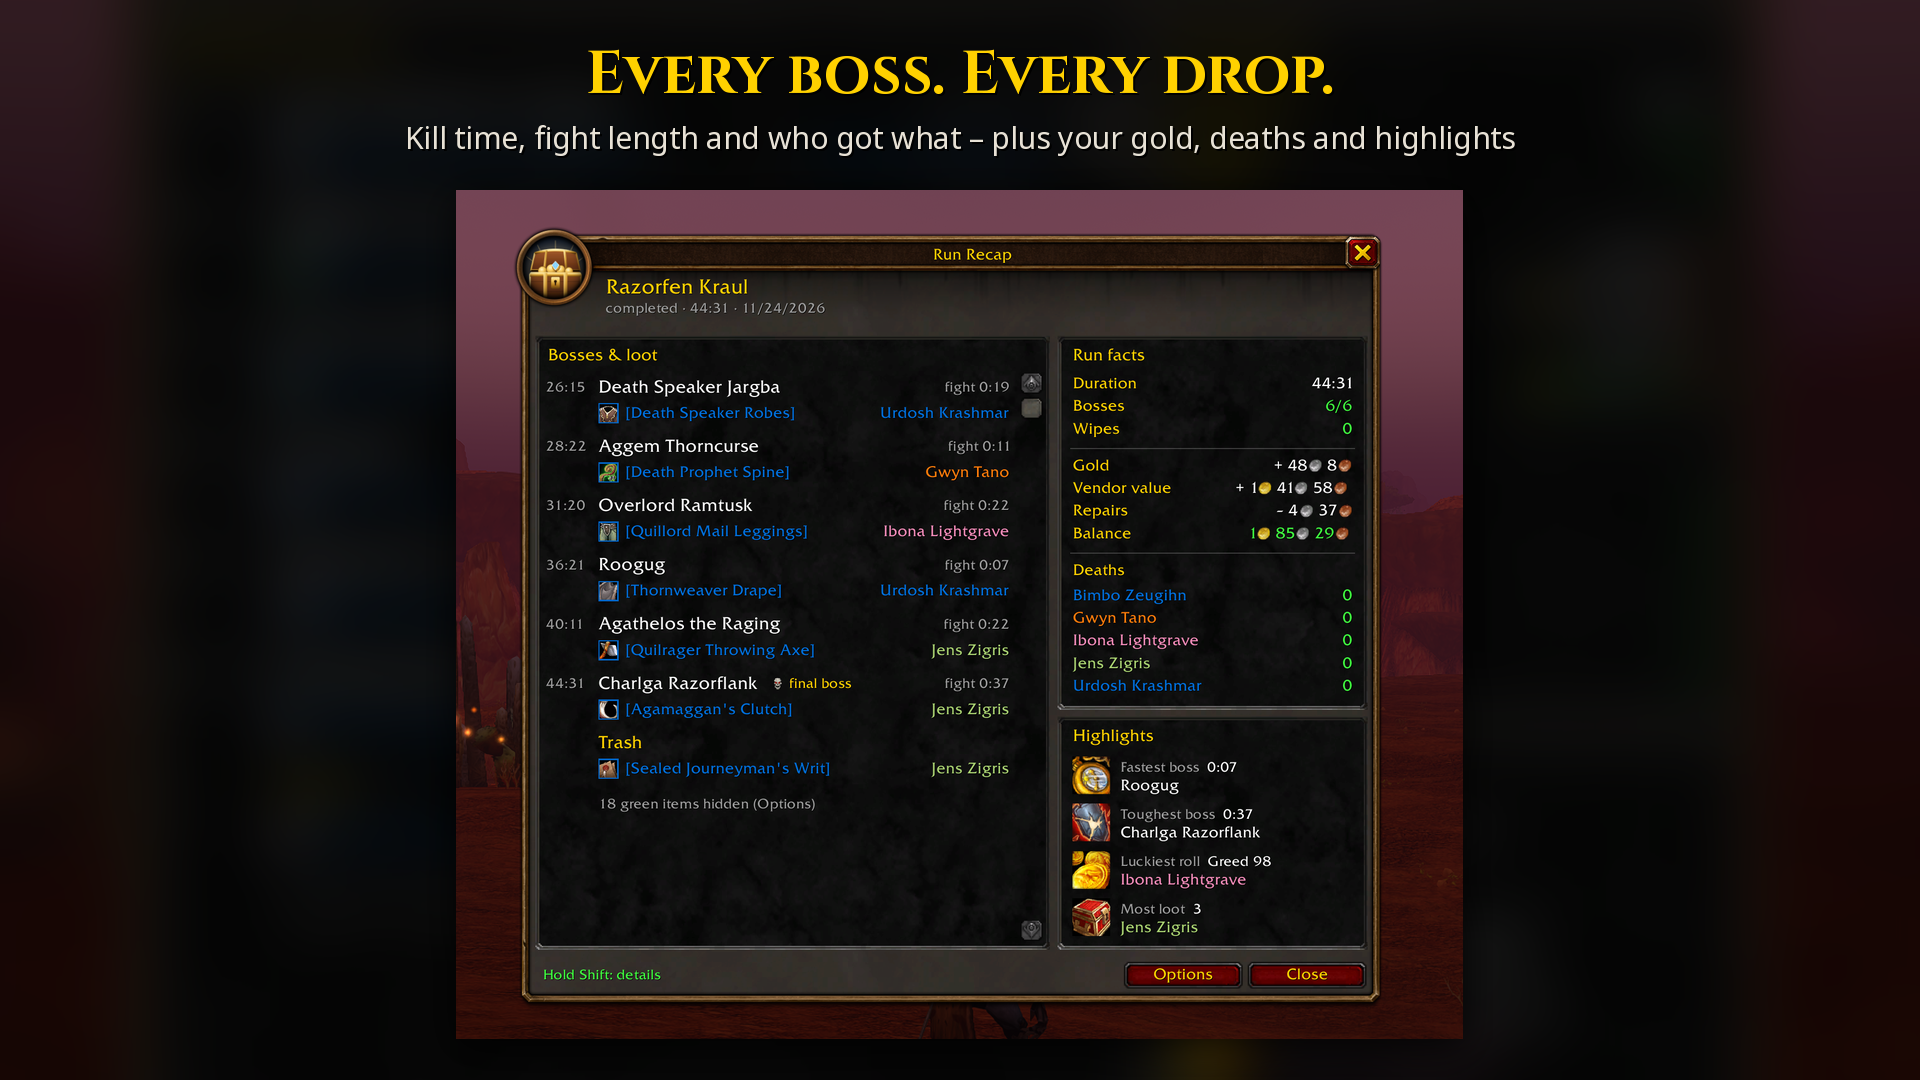 Every boss. Every drop.
Kill time, fight length and who got what – plus your gold, deaths and highlights
Run Recap
Razorfen Kraul
completed · 44:31 · 11/24/2026
Bosses & loot
26:15 Death Speaker Jargba fight 0:19
[Death Speaker Robes] Urdosh Krashmar
28:22 Aggem Thorncurse fight 0:11
[Death Prophet Spine] Gwyn Tano
31:20 Overlord Ramtusk fight 0:22
[Quillord Mail Leggings] Ibona Lightgrave
36:21 Roogug fight 0:07
[Thornweaver Drape] Urdosh Krashmar
40:11 Agathelos the Raging fight 0:22
[Quilrager Throwing Axe] Jens Zigris
44:31 Charlga Razorflank final boss fight 0:37
[Agamaggan's Clutch] Jens Zigris
Trash
[Sealed Journeyman's Writ] Jens Zigris
18 green items hidden (Options)
Run facts
Duration 44:31
Bosses 6/6
Wipes 0
Gold + 48 8
Vendor value + 1 41 58
Repairs - 4 37
Balance 1 85 29
Deaths
Bimbo Zeugihn 0
Gwyn Tano 0
Ibona Lightgrave 0
Jens Zigris 0
Urdosh Krashmar 0
Highlights
Fastest boss 0:07
Roogug
Toughest boss 0:37
Charlga Razorflank
Luckiest roll Greed 98
Ibona Lightgrave
Most loot 3
Jens Zigris
Hold Shift: details
Options
Close